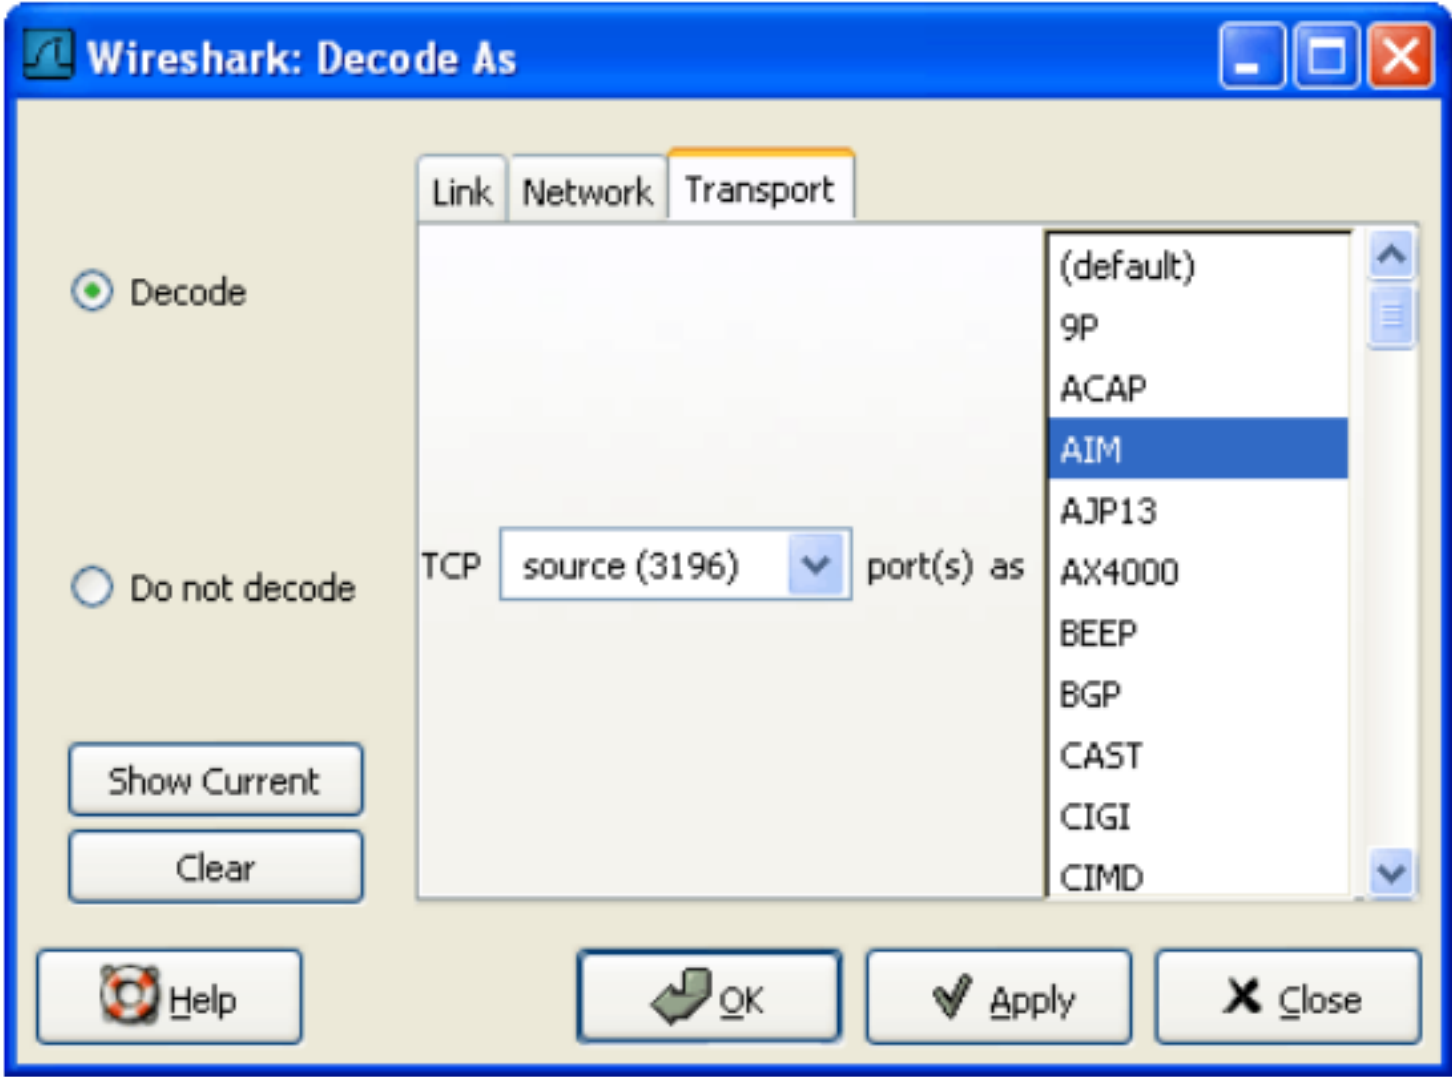 Wireshark: Decode As
Link Network Transport
Decode
Do not decode
Show Current
Clear
TCP source (3196) port(s) as
(default)
9P
ACAP
AIM
AJP13
AX4000
BEEP
BGP
CAST
CIGI
CIMD
Help OK Apply Close